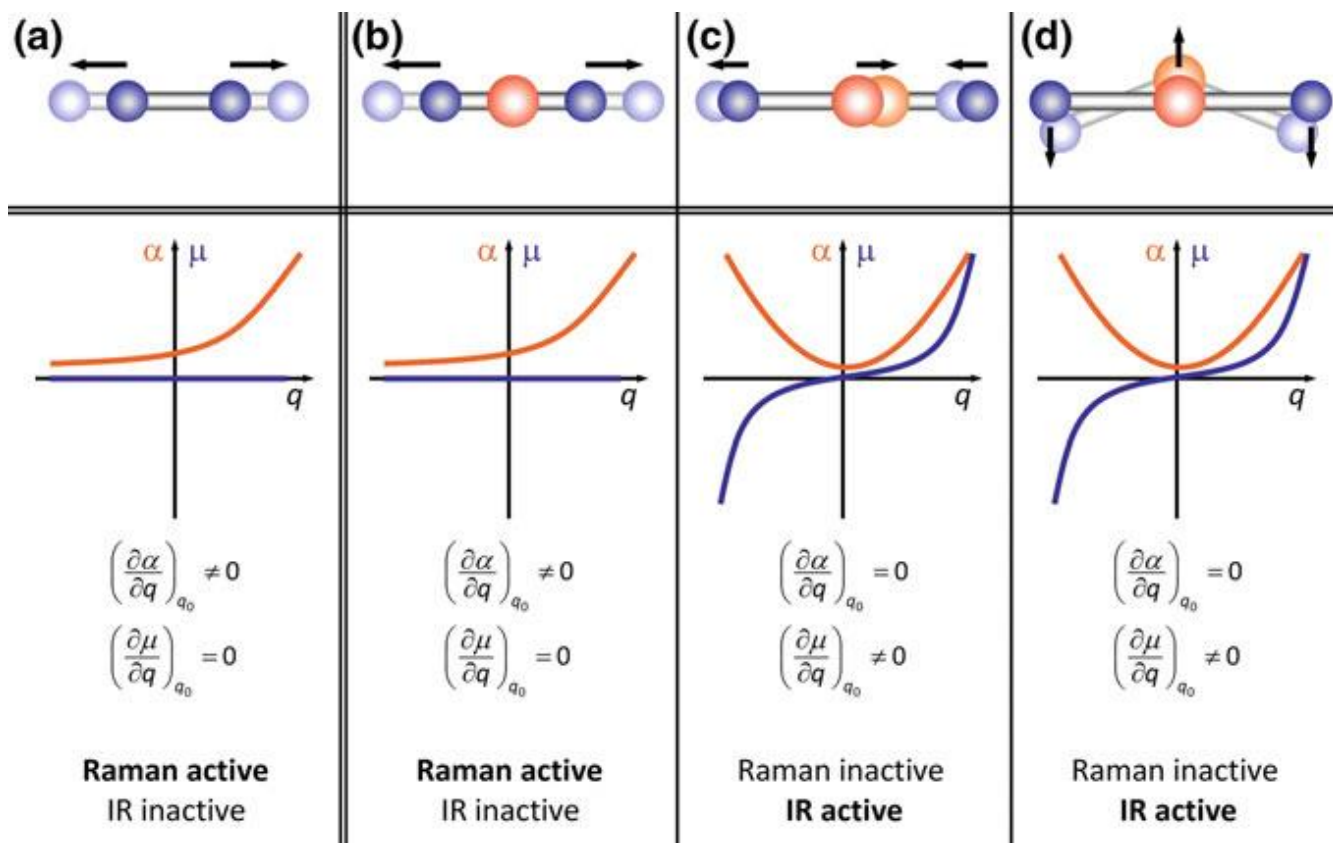 (a)
(b)
(c)
(d)
α μ
q
α μ
q
α μ
q
α μ
q
(∂α/∂q)q₀ ≠ 0
(∂α/∂q)q₀ ≠ 0
(∂α/∂q)q₀ = 0
(∂α/∂q)q₀ = 0
(∂μ/∂q)q₀ = 0
(∂μ/∂q)q₀ = 0
(∂μ/∂q)q₀ ≠ 0
(∂μ/∂q)q₀ ≠ 0
Raman active
IR inactive
Raman active
IR inactive
Raman inactive
IR active
Raman inactive
IR active